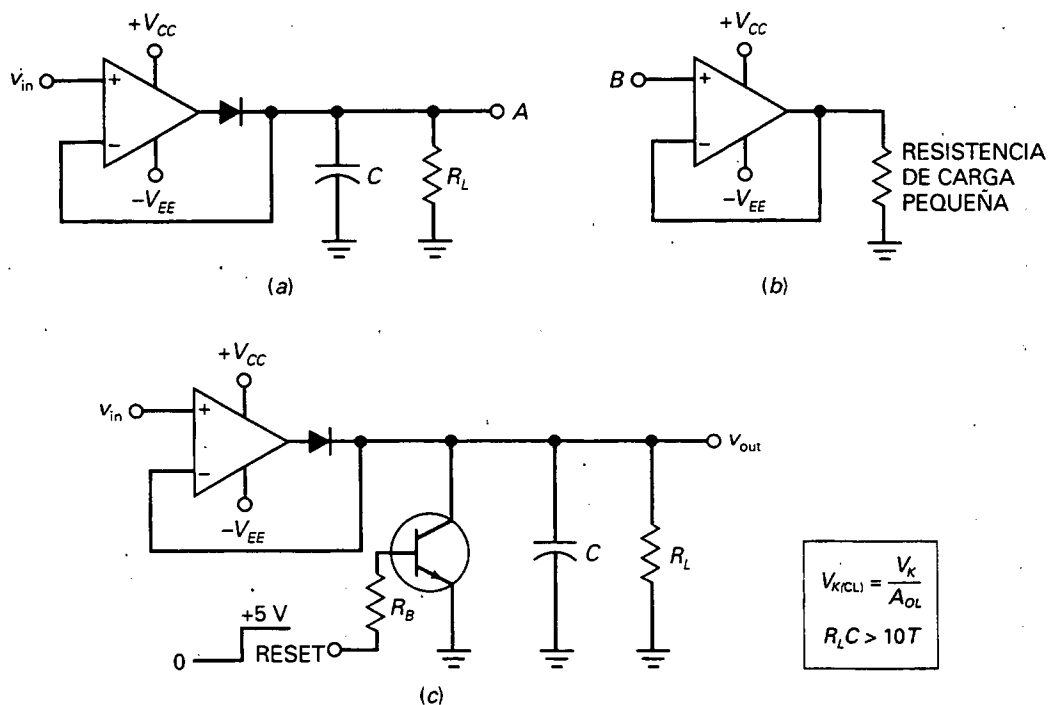 +V_CC
v_in
+
−
−V_EE
C
R_L
A
(a)
+V_CC
B
+
−
−V_EE
RESISTENCIA
DE CARGA
PEQUEÑA
(b)
+V_CC
v_in
+
−
−V_EE
v_out
R_B
C
R_L
+5 V
0
RESET
(c)
V_K(CL) = V_K / A_OL
R_L C > 10T